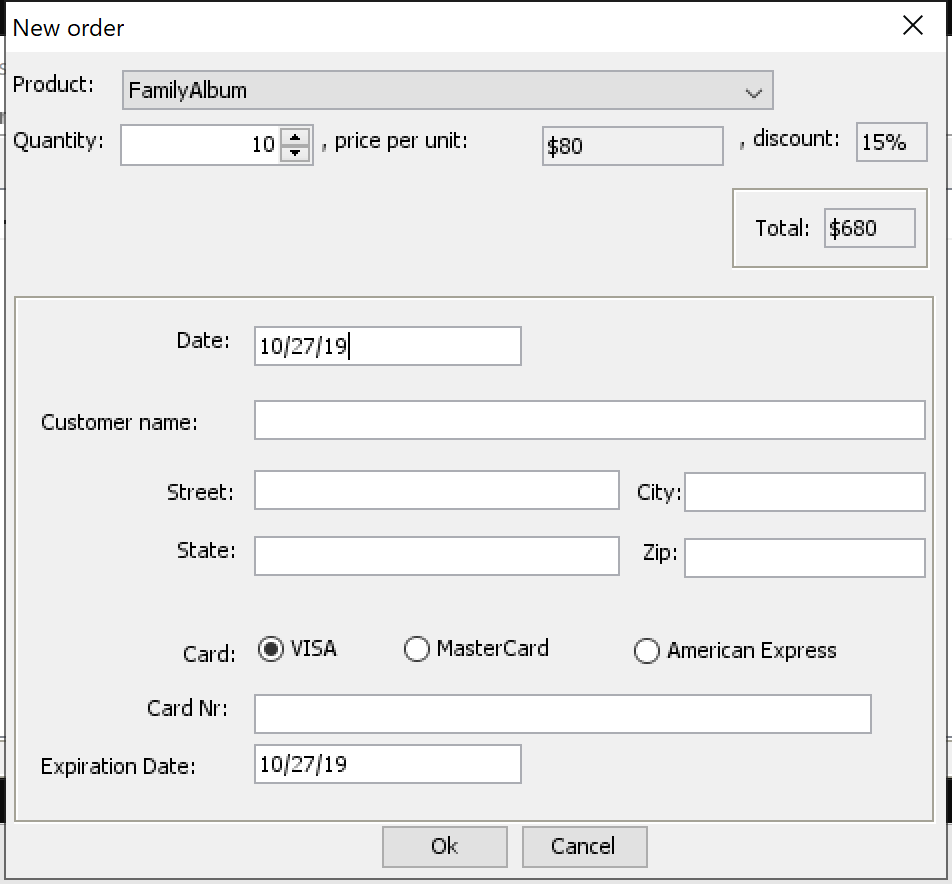 New order
Product: FamilyAlbum
Quantity: 10 , price per unit: $80 , discount: 15%
Total: $680
Date: 10/27/19
Customer name:
Street: City:
State: Zip:
Card: VISA MasterCard American Express
Card Nr:
Expiration Date: 10/27/19
Ok Cancel